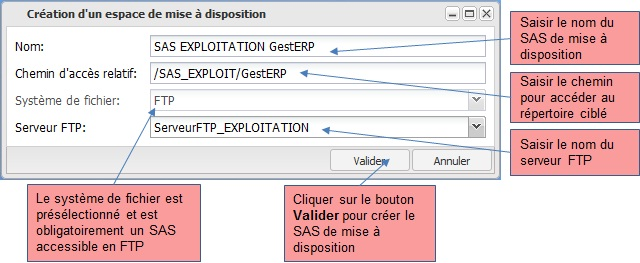 Création d'un espace de mise à disposition
Nom:
SAS EXPLOITATION GestERP
Chemin d'accès relatif:
/SAS_EXPLOIT/GestERP
Système de fichier:
FTP
Serveur FTP:
ServeurFTP_EXPLOITATION
Valider
Annuler
Saisir le nom du
SAS de mise à
disposition
Saisir le chemin
pour accéder au
répertoire ciblé
Saisir le nom du
serveur FTP
Le système de fichier est
présélectionné et est
obligatoirement un SAS
accessible en FTP
Cliquer sur le bouton
Valider pour créer le
SAS de mise à
disposition